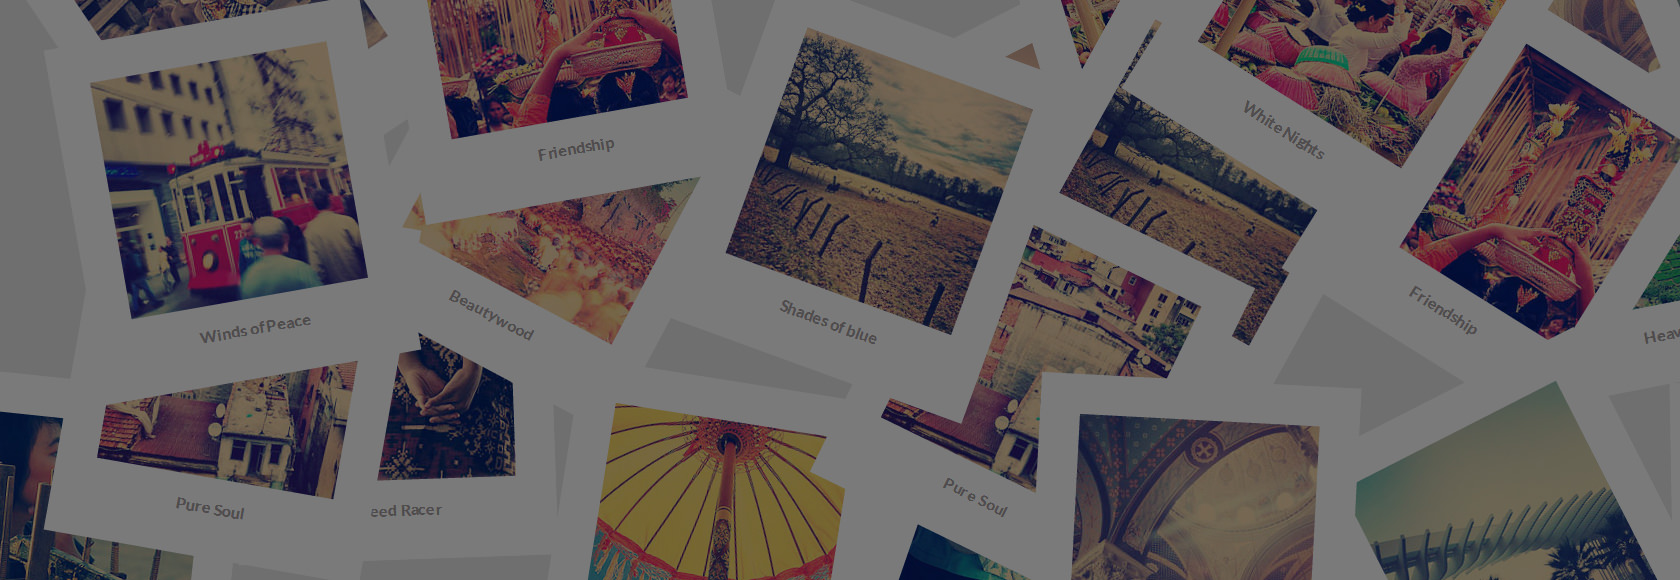 Friendship
White Nights
Winds of Peace
Beautywood
Shades of blue
Friendship
Heav
Pure Soul
eed Racer
Pure Soul